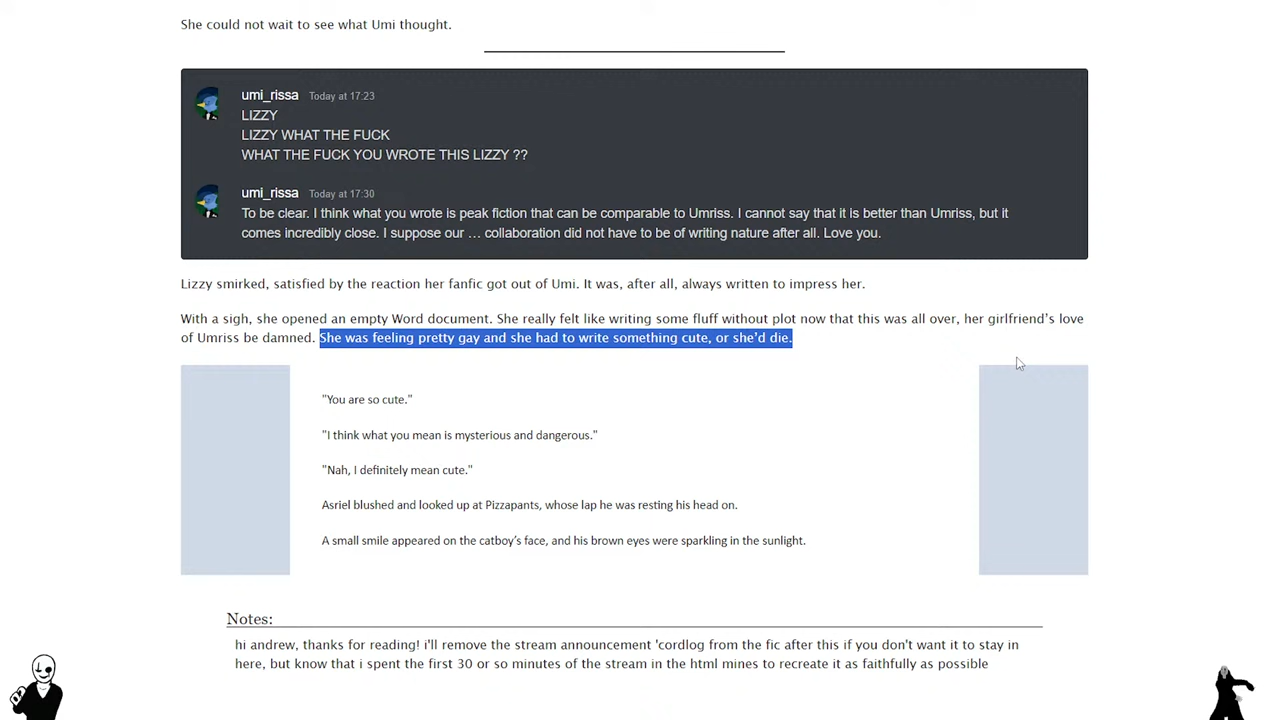 She could not wait to see what Umi thought.
umi_rissa Today at 17:23
LIZZY
LIZZY WHAT THE FUCK
WHAT THE FUCK YOU WROTE THIS LIZZY ??
umi_rissa Today at 17:30
To be clear. I think what you wrote is peak fiction that can be comparable to Umriss. I cannot say that it is better than Umriss, but it
comes incredibly close. I suppose our … collaboration did not have to be of writing nature after all. Love you.
Lizzy smirked, satisfied by the reaction her fanfic got out of Umi. It was, after all, always written to impress her.
With a sigh, she opened an empty Word document. She really felt like writing some fluff without plot now that this was all over, her girlfriend's love
of Umriss be damned. She was feeling pretty gay and she had to write something cute, or she'd die.
"You are so cute."
"I think what you mean is mysterious and dangerous."
"Nah, I definitely mean cute."
Asriel blushed and looked up at Pizzapants, whose lap he was resting his head on.
A small smile appeared on the catboy's face, and his brown eyes were sparkling in the sunlight.
Notes:
hi andrew, thanks for reading! i'll remove the stream announcement 'cordlog from the fic after this if you don't want it to stay in
here, but know that i spent the first 30 or so minutes of the stream in the html mines to recreate it as faithfully as possible